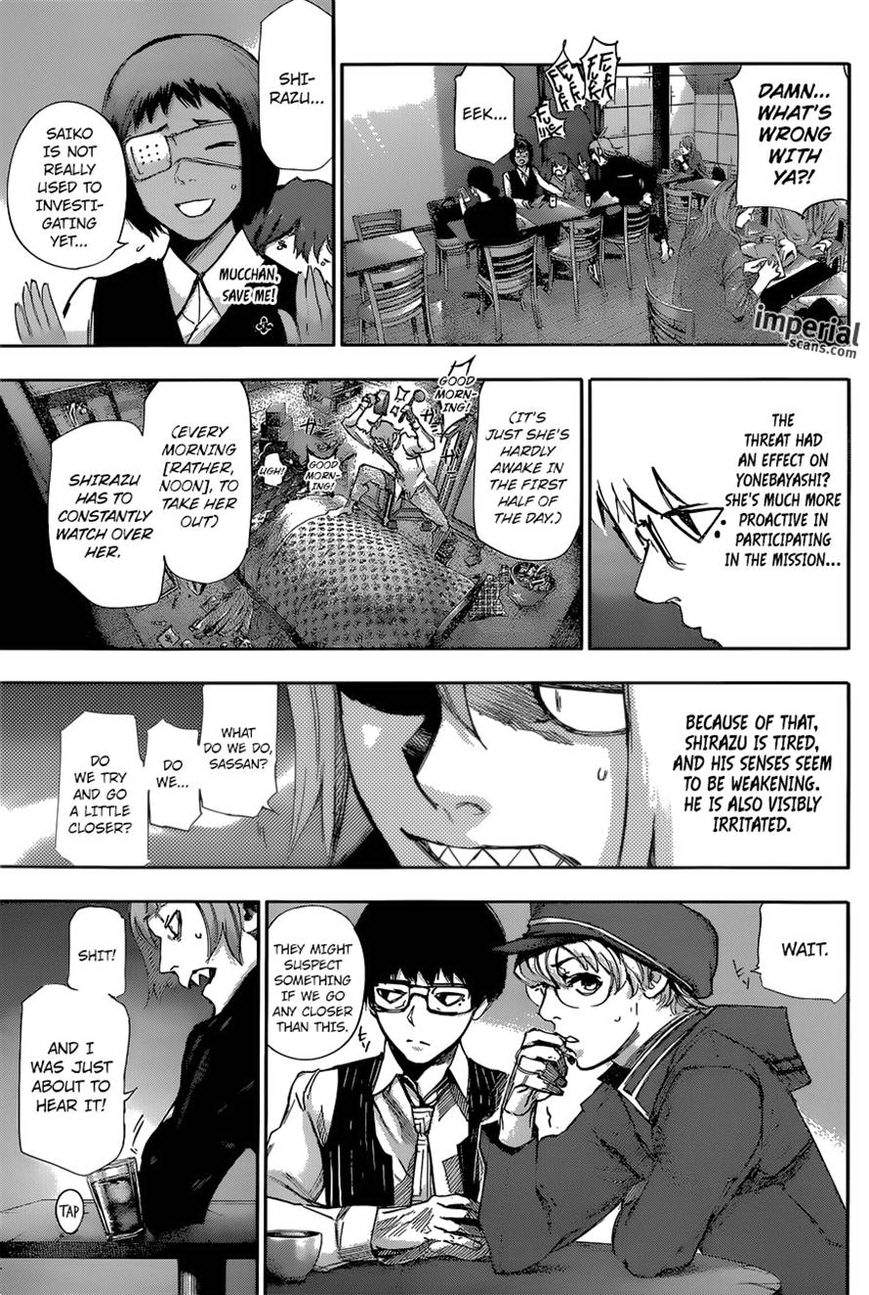 DAMN...
WHAT'S
WRONG
WITH
YA?!
EEK...
imperial
scans.com
SHI-
RAZU...
SAIKO
IS NOT
REALLY
USED TO
INVESTI-
GATING
YET...
MUCCHAN,
SAVE ME!
THE
THREAT HAD
AN EFFECT ON
YONEBAYASHI?
SHE'S MUCH MORE
PROACTIVE IN
PARTICIPATING
IN THE MISSION...
(IT'S
JUST SHE'S
HARDLY
AWAKE IN
THE FIRST
HALF OF
THE DAY.)
GOOD
MORN-
ING!
GOOD
MORN-
ING!
UGH!
(EVERY
MORNING
[RATHER,
NOON], TO
TAKE HER
OUT)
SHIRAZU
HAS TO
CONSTANTLY
WATCH OVER
HER.
BECAUSE OF THAT,
SHIRAZU IS TIRED,
AND HIS SENSES SEEM
TO BE WEAKENING.
HE IS ALSO VISIBLY
IRRITATED.
WHAT
DO WE DO,
SASSAN?
DO
WE...
DO
WE TRY
AND GO
A LITTLE
CLOSER?
WAIT.
THEY MIGHT
SUSPECT
SOMETHING
IF WE GO
ANY CLOSER
THAN THIS.
SHIT!
AND I
WAS JUST
ABOUT TO
HEAR IT!
TAP